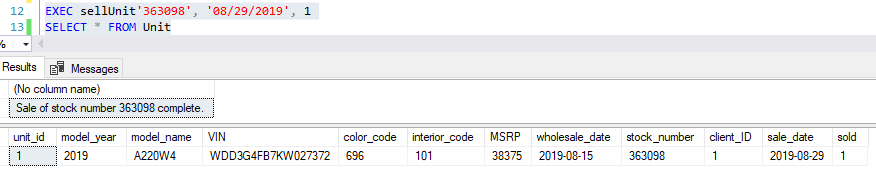 12 EXEC sellUnit'363098', '08/29/2019', 1
13 SELECT * FROM Unit
%
Results Messages
(No column name)
Sale of stock number 363098 complete.
unit_id model_year model_name VIN color_code interior_code MSRP wholesale_date stock_number client_ID sale_date sold
1 2019 A220W4 WDD3G4FB7KW027372 696 101 38375 2019-08-15 363098 1 2019-08-29 1